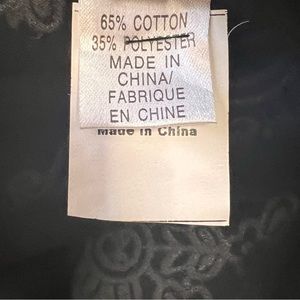 65% COTTON
35% POLYESTER
MADE IN
CHINA/
FABRIQUE
EN CHINE
Made in China